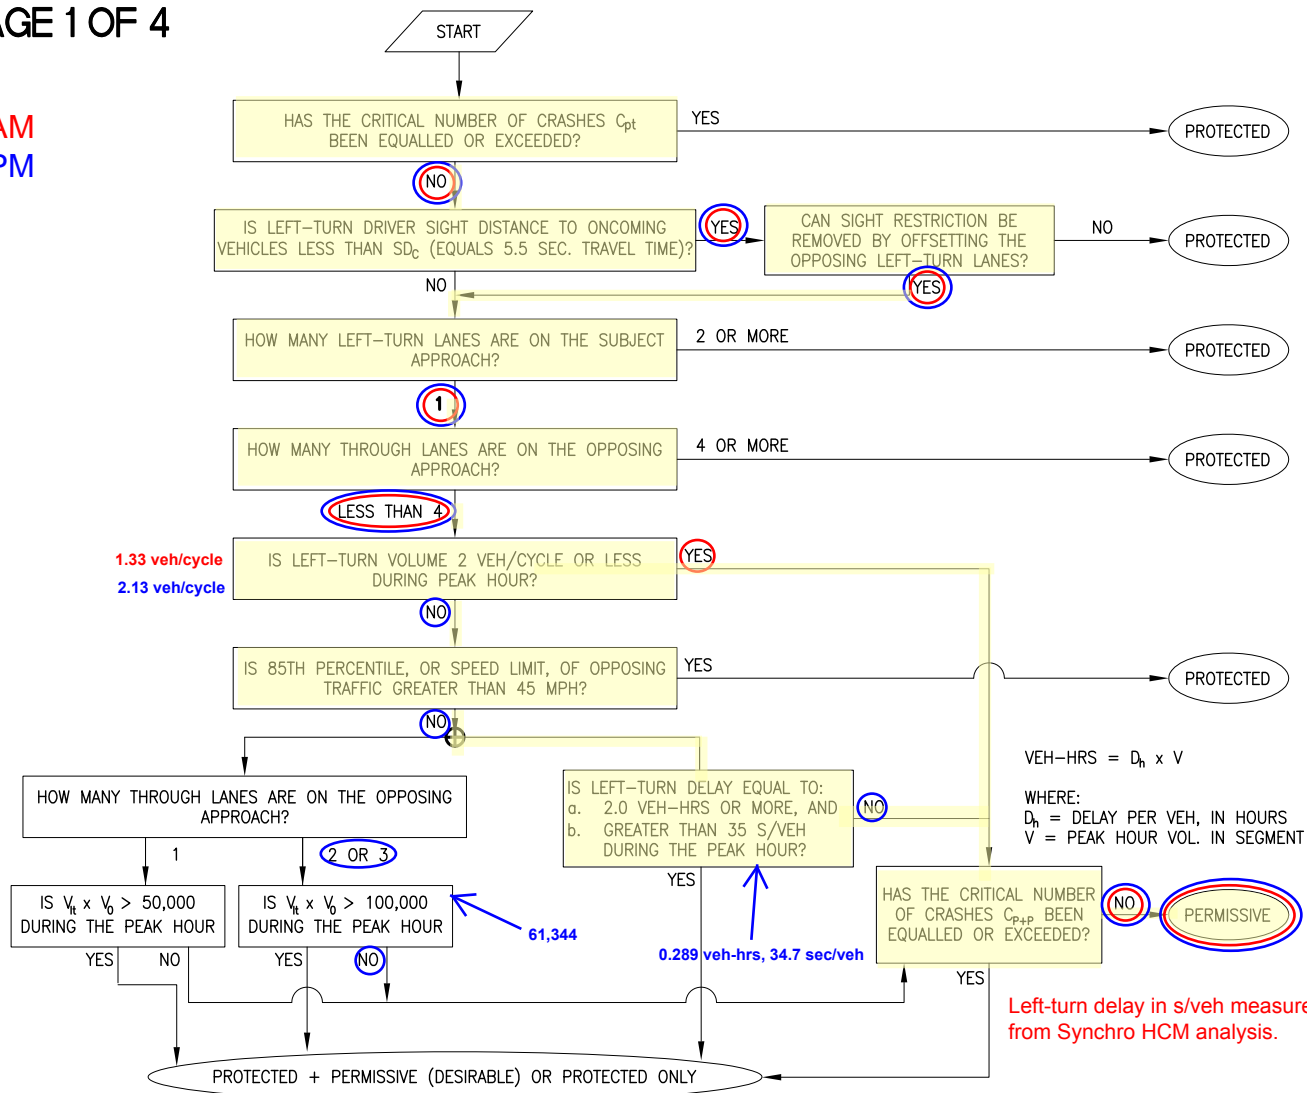 AGE 1 OF 4
AM
PM
START
HAS THE CRITICAL NUMBER OF CRASHES Cpt
BEEN EQUALLED OR EXCEEDED?
YES
PROTECTED
NO
IS LEFT-TURN DRIVER SIGHT DISTANCE TO ONCOMING
VEHICLES LESS THAN SDC (EQUALS 5.5 SEC. TRAVEL TIME)?
YES
CAN SIGHT RESTRICTION BE
REMOVED BY OFFSETTING THE
OPPOSING LEFT-TURN LANES?
NO
PROTECTED
NO
YES
HOW MANY LEFT-TURN LANES ARE ON THE SUBJECT
APPROACH?
2 OR MORE
PROTECTED
1
HOW MANY THROUGH LANES ARE ON THE OPPOSING
APPROACH?
4 OR MORE
PROTECTED
LESS THAN 4
1.33 veh/cycle
2.13 veh/cycle
IS LEFT-TURN VOLUME 2 VEH/CYCLE OR LESS
DURING PEAK HOUR?
YES
NO
IS 85TH PERCENTILE, OR SPEED LIMIT, OF OPPOSING
TRAFFIC GREATER THAN 45 MPH?
YES
PROTECTED
NO
HOW MANY THROUGH LANES ARE ON THE OPPOSING
APPROACH?
IS LEFT-TURN DELAY EQUAL TO:
a. 2.0 VEH-HRS OR MORE, AND
b. GREATER THAN 35 S/VEH
DURING THE PEAK HOUR?
NO
VEH-HRS = Dh x V
WHERE:
Dh = DELAY PER VEH, IN HOURS
V = PEAK HOUR VOL. IN SEGMENT
1
2 OR 3
IS Vlt x V0 > 50,000
DURING THE PEAK HOUR
IS Vlt x V0 > 100,000
DURING THE PEAK HOUR
61,344
YES
0.289 veh-hrs, 34.7 sec/veh
HAS THE CRITICAL NUMBER
OF CRASHES CP+P BEEN
EQUALLED OR EXCEEDED?
NO
PERMISSIVE
YES
NO
YES
NO
YES
Left-turn delay in s/veh measure
from Synchro HCM analysis.
PROTECTED + PERMISSIVE (DESIRABLE) OR PROTECTED ONLY